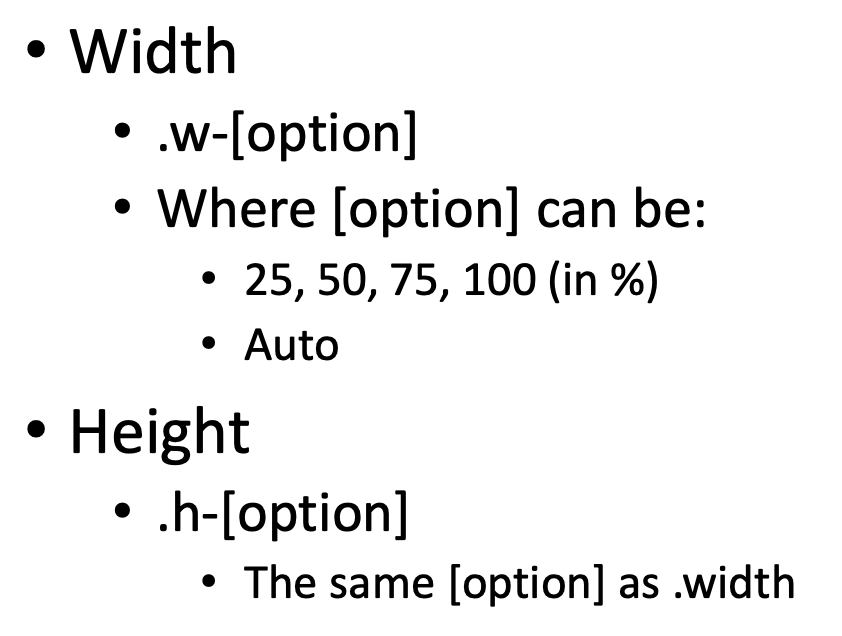 • Width
• .w-[option]
• Where [option] can be:
• 25, 50, 75, 100 (in %)
• Auto
• Height
• .h-[option]
• The same [option] as .width